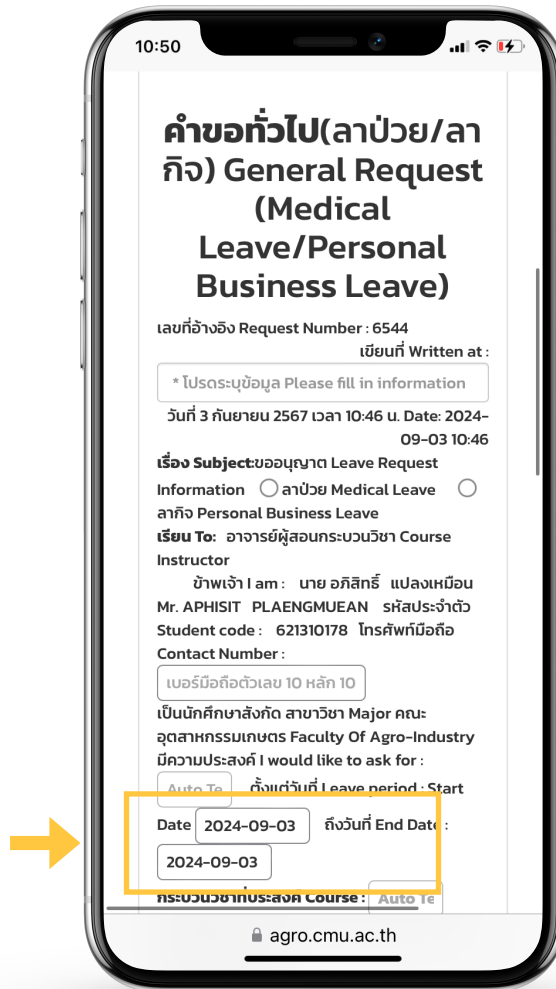 10:50
คำขอทั่วไป(ลาป่วย/ลา
กิจ) General Request
(Medical
Leave/Personal
Business Leave)
เลขที่อ้างอิง Request Number : 6544
เขียนที่ Written at :
* โปรดระบุข้อมูล Please fill in information
วันที่ 3 กันยายน 2567 เวลา 10:46 น. Date: 2024-
09-03 10:46
เรื่อง Subject:ขออนุญาต Leave Request
Information ลาป่วย Medical Leave
ลากิจ Personal Business Leave
เรียน To: อาจารย์ผู้สอนกระบวนวิชา Course
Instructor
ข้าพเจ้า I am : นาย อภิสิทธิ์ แปลงเหมือน
Mr. APHISIT PLAENGMUEAN รหัสประจำตัว
Student code : 621310178 โทรศัพท์มือถือ
Contact Number :
เบอร์มือถือตัวเลข 10 หลัก 10
เป็นนักศึกษาสังกัด สาขาวิชา Major คณะ
อุตสาหกรรมเกษตร Faculty Of Agro-Industry
มีความประสงค์ I would like to ask for :
Auto Te ตั้งแต่วันที่ Leave period : Start
Date 2024-09-03 ถึงวันที่ End Date :
2024-09-03
กระบวนวิชาที่ประสงค์ Course : Auto Te
agro.cmu.ac.th